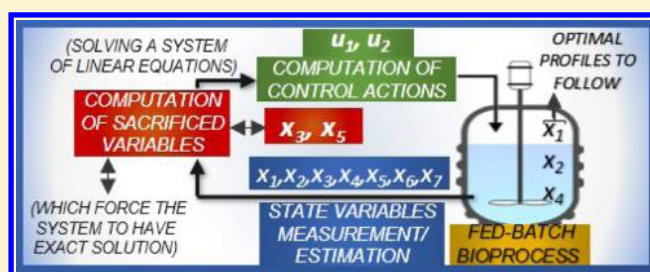 (SOLVING A SYSTEM
OF LINEAR EQUATIONS)
u1, u2
COMPUTATION OF
CONTROL ACTIONS
OPTIMAL
PROFILES TO
FOLLOW
COMPUTATION
OF SACRIFICED
VARIABLES
x3, x5
x1
x2
x4
x1,x2,x3,x4,x5,x6,x7
(WHICH FORCE THE
SYSTEM TO HAVE
EXACT SOLUTION)
STATE VARIABLES
MEASUREMENT/
ESTIMATION
FED-BATCH
BIOPROCESS